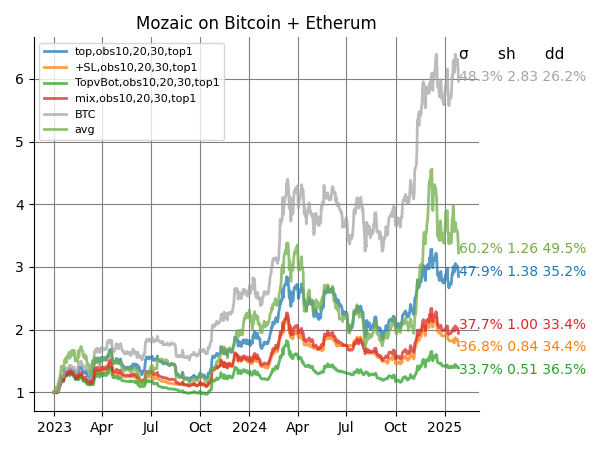 Mozaic on Bitcoin + Etherum
σ sh dd
top,obs10,20,30,top1
+SL,obs10,20,30,top1
TopvBot,obs10,20,30,top1
mix,obs10,20,30,top1
BTC
avg
48.3% 2.83 26.2%
60.2% 1.26 49.5%
47.9% 1.38 35.2%
37.7% 1.00 33.4%
36.8% 0.84 34.4%
33.7% 0.51 36.5%
6
5
4
3
2
1
2023 Apr Jul Oct 2024 Apr Jul Oct 2025